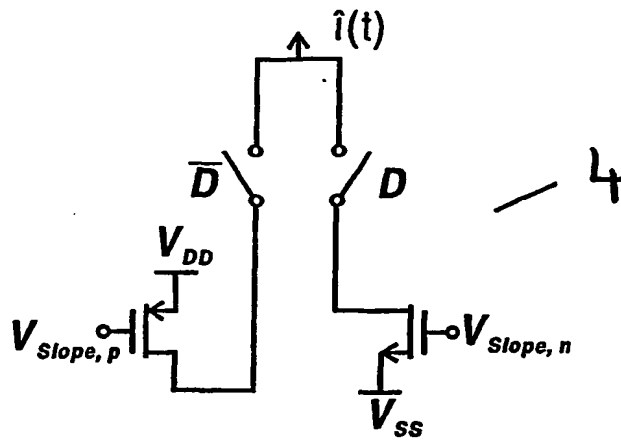 î(t)
D̅
D
4
V_DD
V_Slope, p
V_Slope, n
V_SS